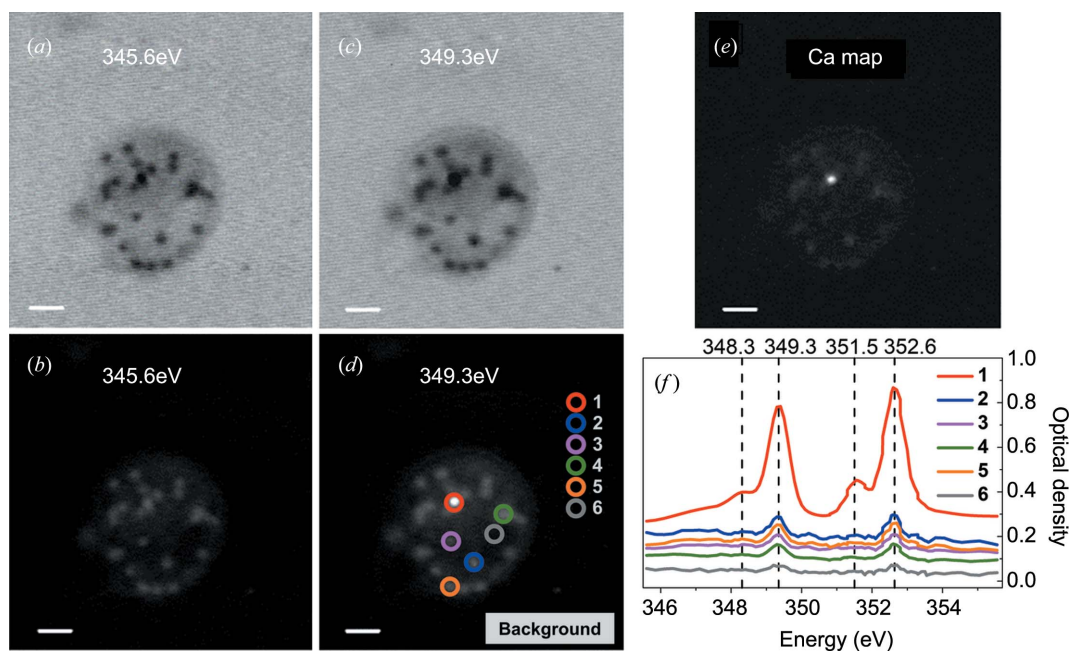 (a)
345.6eV
(c)
349.3eV
(e)
Ca map
(b)
345.6eV
(d)
349.3eV
1
2
3
4
5
6
Background
348.3 349.3 351.5 352.6
(f)
1
2
3
4
5
6
1.0
0.8
0.6
0.4
0.2
0.0
Optical density
346 348 350 352 354
Energy (eV)